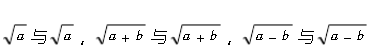 √a 与 √a ， √(a + b) 与 √(a + b) ， √(a − b) 与 √(a − b)